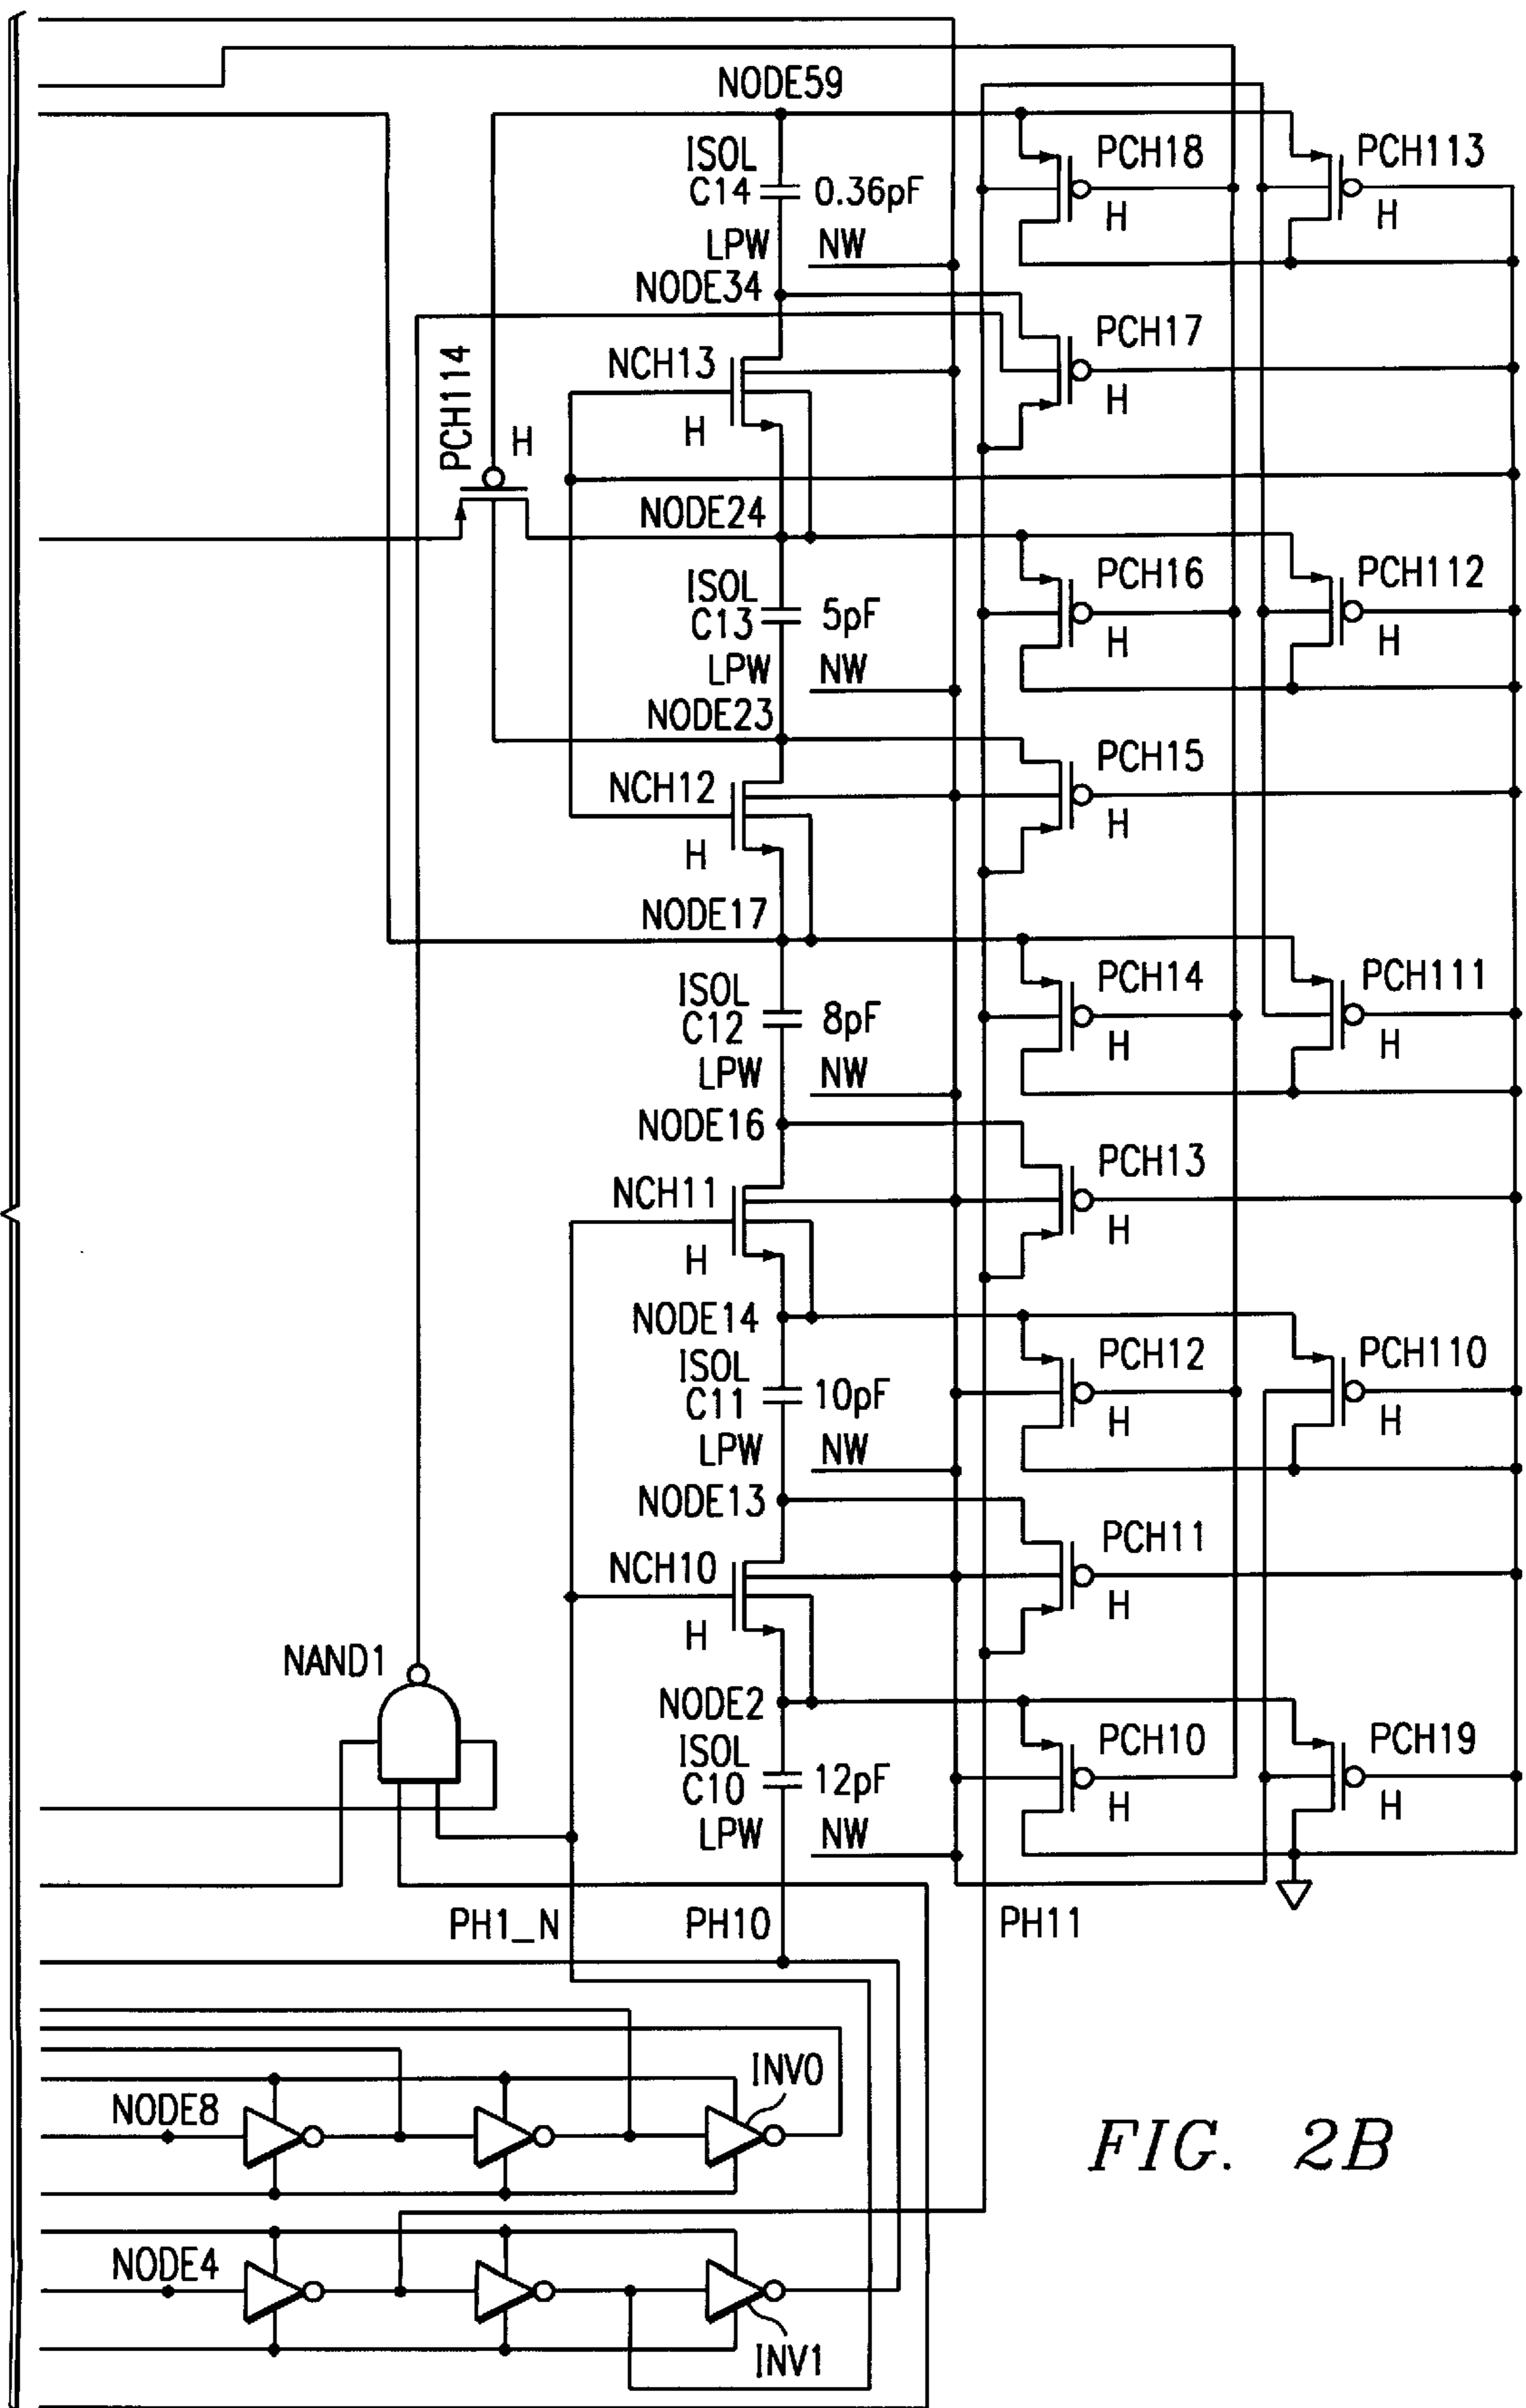 NODE59
ISOL
C14 0.36pF
LPW NW
PCH18
H
PCH113
H
NODE34
PCH114
H
NCH13
H
PCH17
H
NODE24
ISOL
C13 5pF
LPW NW
PCH16
H
PCH112
H
NODE23
NCH12
H
PCH15
H
NODE17
ISOL
C12 8pF
LPW NW
PCH14
H
PCH111
H
NODE16
NCH11
H
PCH13
H
NODE14
ISOL
C11 10pF
LPW NW
PCH12
H
PCH110
H
NODE13
NCH10
H
PCH11
H
NAND1
NODE2
ISOL
C10 12pF
LPW NW
PCH10
H
PCH19
H
PH1_N PH10 PH11
NODE8
INV0
NODE4
INV1
FIG. 2B